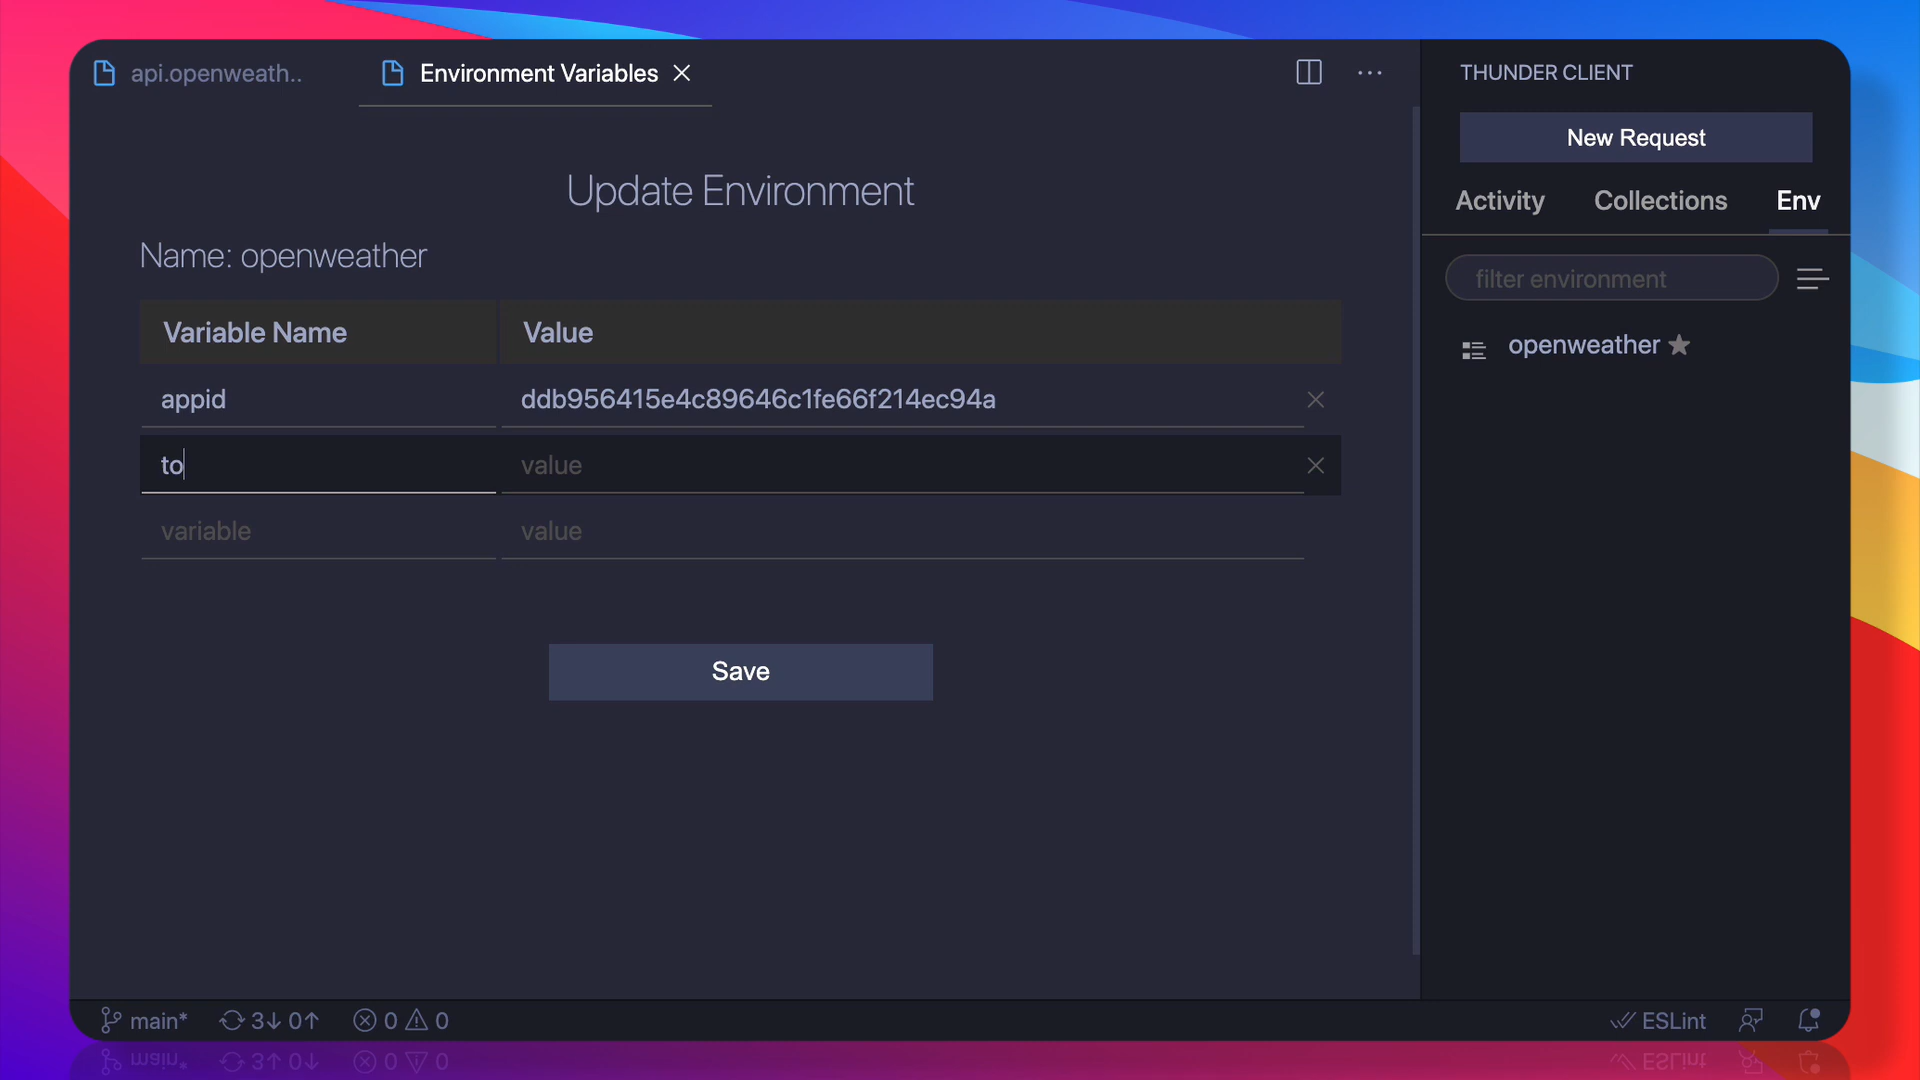 api.openweath..
Environment Variables
THUNDER CLIENT
New Request
Activity Collections Env
filter environment
openweather
Update Environment
Name: openweather
Variable Name Value
appid ddb956415e4c89646c1fe66f214ec94a
to value
variable value
Save
main* 3↓ 0↑ 0 0
ESLint